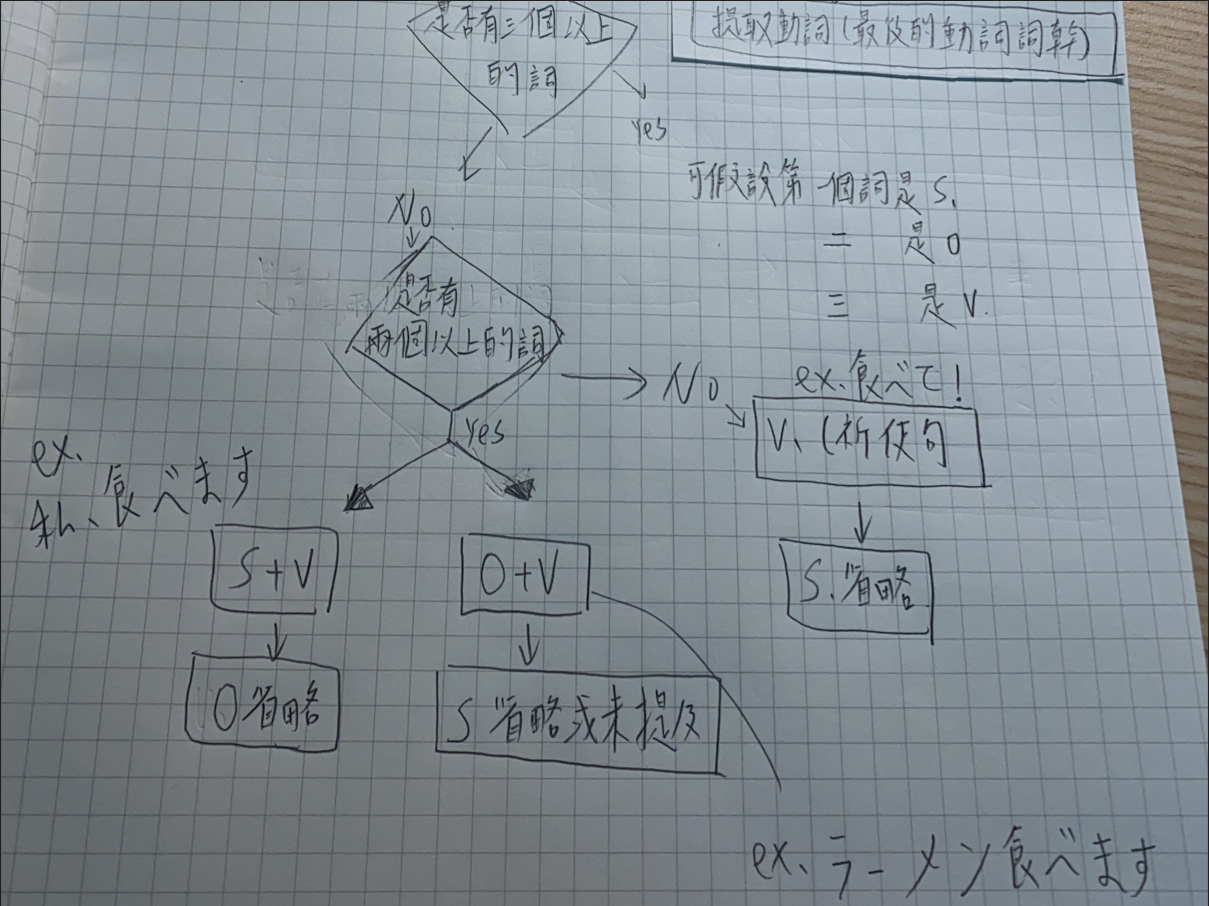 是否有三個以上
的詞
提取動詞(最後的動詞詞幹)
yes
可假設第一個詞是S.
二 是O
三 是V.
No
是否有
兩個以上的詞
No
ex.食べて!
V、(祈使句
yes
ex.
私、食べます
S+V
O+V
S.省略
O省略
S省略或未提及
ex.ラーメン食べます